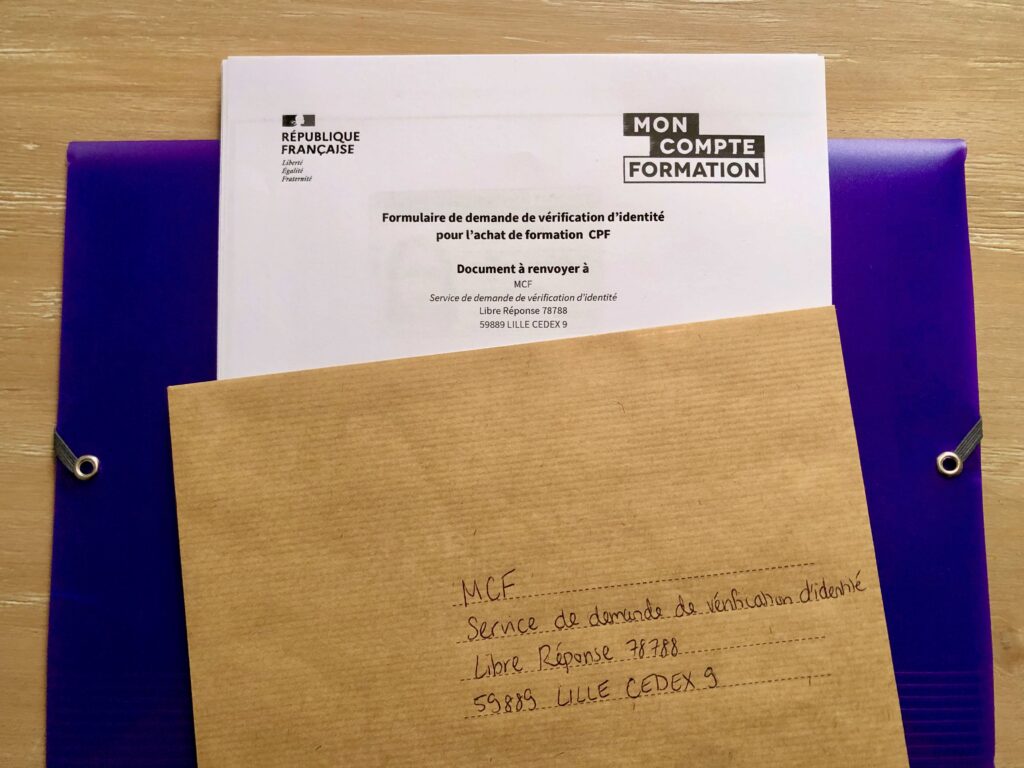 RÉPUBLIQUE
FRANÇAISE
Liberté
Égalité
Fraternité
MON
COMPTE
FORMATION
Formulaire de demande de vérification d'identité
pour l'achat de formation CPF
Document à renvoyer à
MCF
Service de demande de vérification d'identité
Libre Réponse 78788
59889 LILLE CEDEX 9
MCF
Service de demande de vérification d'identité
Libre Réponse 78788
59889 LILLE CEDEX 9